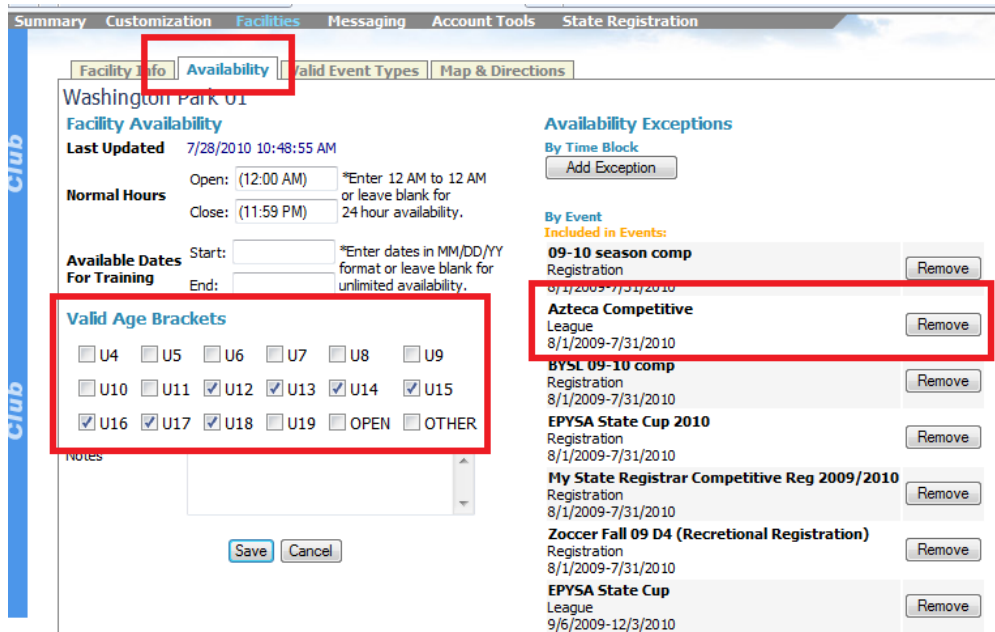 Summary Customization Facilities Messaging Account Tools State Registration
Facility Info Availability Valid Event Types Map & Directions
Washington Park 01
Facility Availability
Last Updated 7/28/2010 10:48:55 AM
Normal Hours
Open: (12:00 AM)
Close: (11:59 PM)
*Enter 12 AM to 12 AM
or leave blank for
24 hour availability.
Available Dates
For Training
Start:
End:
*Enter dates in MM/DD/YY
format or leave blank for
unlimited availability.
Valid Age Brackets
U4 U5 U6 U7 U8 U9
U10 U11 U12 U13 U14 U15
U16 U17 U18 U19 OPEN OTHER
Notes
Save Cancel
Availability Exceptions
By Time Block
Add Exception
By Event
Included in Events:
09-10 season comp
Registration
8/1/2009-7/31/2010
Remove
Azteca Competitive
League
8/1/2009-7/31/2010
Remove
BYSL 09-10 comp
Registration
8/1/2009-7/31/2010
Remove
EPYSA State Cup 2010
Registration
8/1/2009-7/31/2010
Remove
My State Registrar Competitive Reg 2009/2010
Registration
8/1/2009-7/31/2010
Remove
Zoccer Fall 09 D4 (Recretional Registration)
Registration
8/1/2009-7/31/2010
Remove
EPYSA State Cup
League
9/6/2009-12/3/2010
Remove
Club
Club